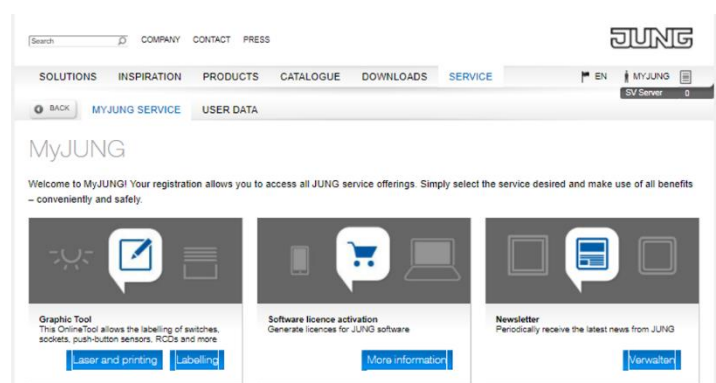 Search COMPANY CONTACT PRESS JUNG
SOLUTIONS INSPIRATION PRODUCTS CATALOGUE DOWNLOADS SERVICE EN MYJUNG
SV Server 0
BACK MYJUNG SERVICE USER DATA
MyJUNG
Welcome to MyJUNG! Your registration allows you to access all JUNG service offerings. Simply select the service desired and make use of all benefits
– conveniently and safely.
Graphic Tool
This OnlineTool allows the labelling of switches,
sockets, push-button sensors, RCDs and more
Laser and printing Labelling
Software licence activation
Generate licences for JUNG software
More information
Newsletter
Periodically receive the latest news from JUNG
Verwalten